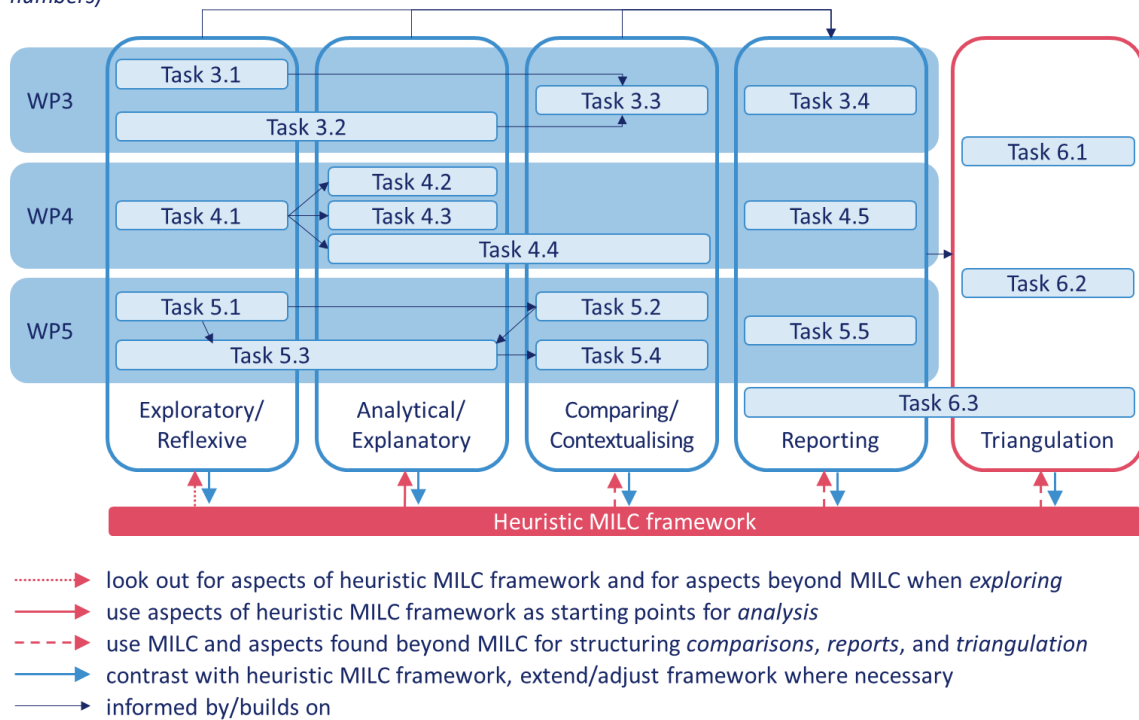 numbers)
WP3
Task 3.1
Task 3.2
Task 3.3
Task 3.4
WP4
Task 4.1
Task 4.2
Task 4.3
Task 4.4
Task 4.5
WP5
Task 5.1
Task 5.2
Task 5.3
Task 5.4
Task 5.5
Task 6.1
Task 6.2
Task 6.3
Exploratory/
Reflexive
Analytical/
Explanatory
Comparing/
Contextualising
Reporting
Triangulation
Heuristic MILC framework
look out for aspects of heuristic MILC framework and for aspects beyond MILC when exploring
use aspects of heuristic MILC framework as starting points for analysis
use MILC and aspects found beyond MILC for structuring comparisons, reports, and triangulation
contrast with heuristic MILC framework, extend/adjust framework where necessary
informed by/builds on